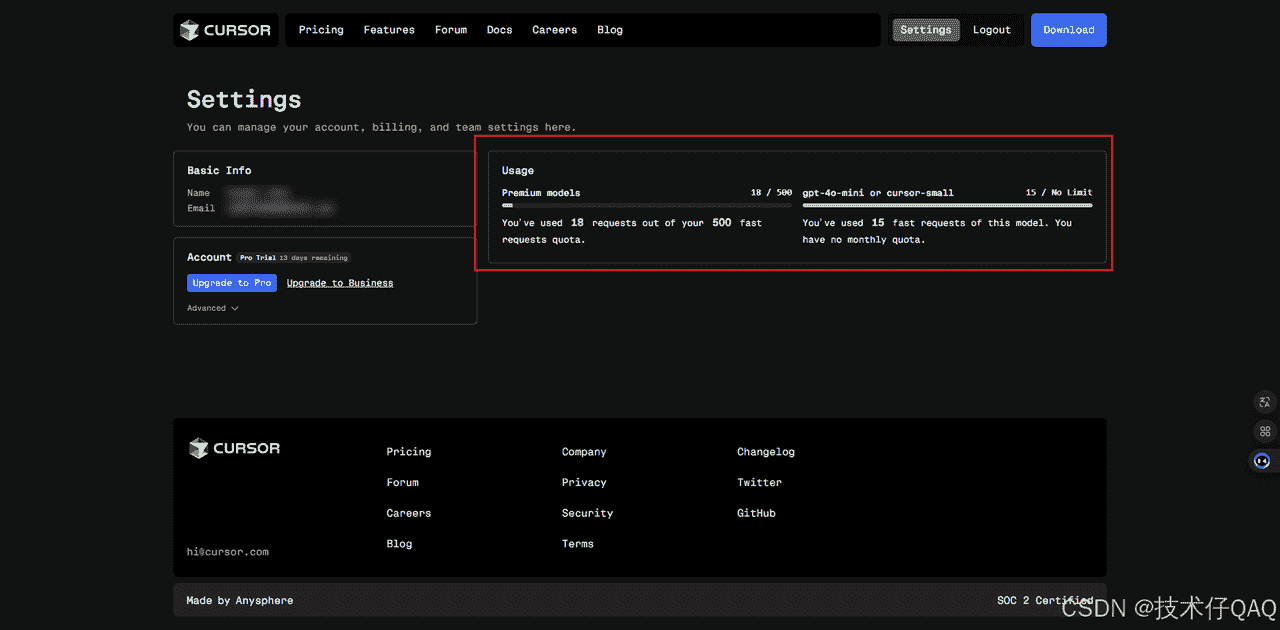 CURSOR
Pricing Features Forum Docs Careers Blog
Settings Logout Download
Settings
You can manage your account, billing, and team settings here.
Basic Info
Name
Email
Account Pro Trial 13 days remaining
Upgrade to Pro Upgrade to Business
Advanced
Usage
Premium models 18 / 500
You've used 18 requests out of your 500 fast
requests quota.
gpt-4o-mini or cursor-small 15 / No Limit
You've used 15 fast requests of this model. You
have no monthly quota.
CURSOR
hi@cursor.com
Pricing
Forum
Careers
Blog
Company
Privacy
Security
Terms
Changelog
Twitter
GitHub
Made by Anysphere
SOC 2 Certified
CSDN @技术仔QAQ